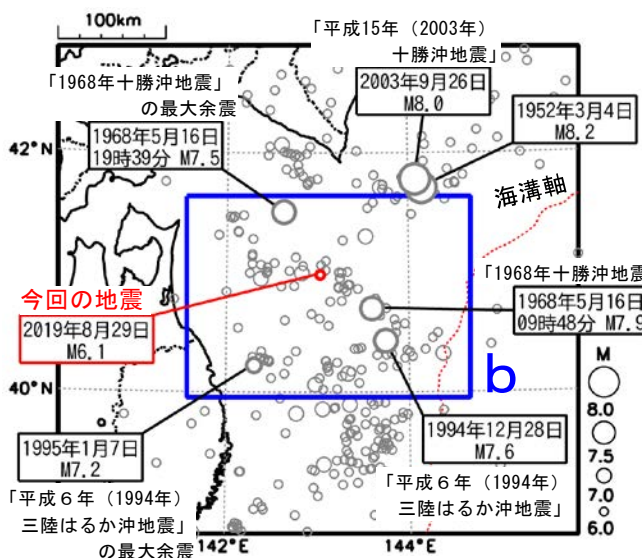 100km
「平成15年（2003年）
十勝沖地震」
2003年9月26日
M8.0
「1968年十勝沖地震」
の最大余震
1968年5月16日
19時39分 M7.5
1952年3月4日
M8.2
42°N
海溝軸
今回の地震
2019年8月29日
M6.1
「1968年十勝沖地震
1968年5月16日
09時48分 M7.9
b
40°N
M
8.0
7.5
7.0
6.0
1995年1月7日
M7.2
1994年12月28日
M7.6
「平成６年（1994年）
三陸はるか沖地震」
の最大余震
「平成６年（1994年）
三陸はるか沖地震」
142°E
144°E